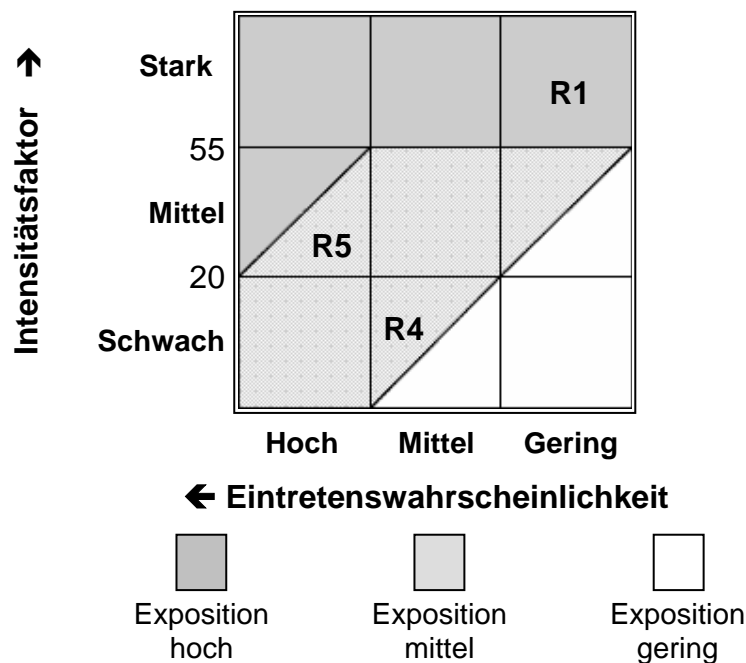 Intensitätsfaktor ➔
Stark
R1
55
Mittel
R5
20
Schwach
R4
Hoch Mittel Gering
🡰 Eintretenswahrscheinlichkeit
Exposition hoch
Exposition mittel
Exposition gering